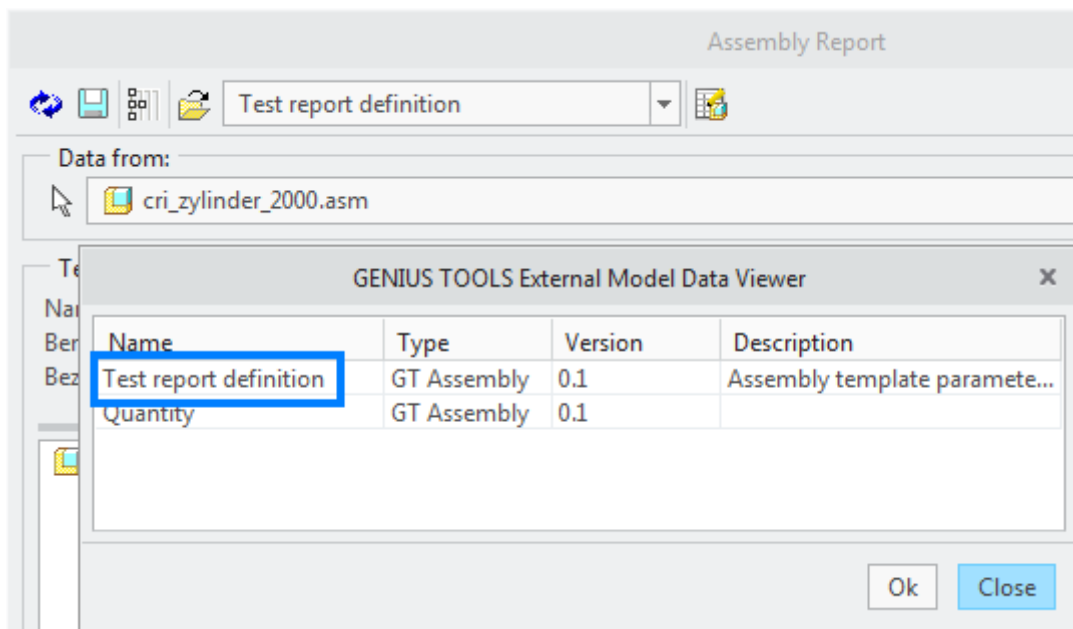 Assembly Report
Test report definition
Data from:
cri_zylinder_2000.asm
GENIUS TOOLS External Model Data Viewer
Name Type Version Description
Test report definition GT Assembly 0.1 Assembly template paramete...
Quantity GT Assembly 0.1
Ok Close